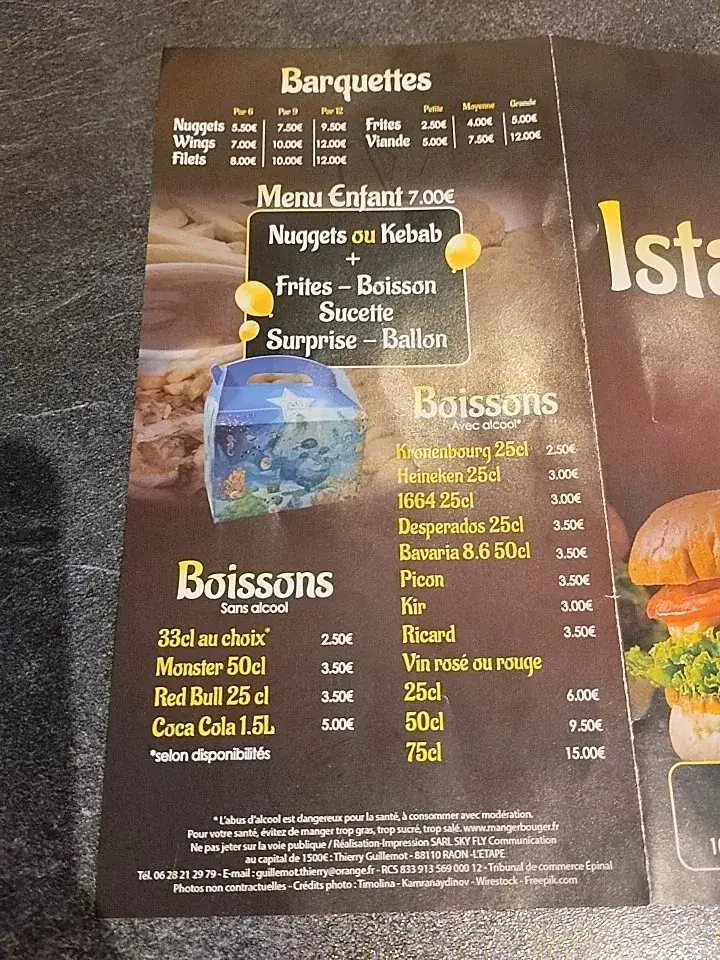 Barquettes
Par 6 Par 9 Par 12
Nuggets 5.50€ 7.50€ 9.50€
Wings 7.00€ 10.00€ 12.00€
Filets 8.00€ 10.00€ 12.00€
Petite Moyenne Grande
Frites 2.50€ 4.00€ 5.00€
Viande 5.00€ 7.50€ 12.00€
Menu Enfant 7.00€
Nuggets ou Kebab
+
Frites - Boisson
Sucette
Surprise - Ballon
Boissons
Avec alcool*
Kronenbourg 25cl 2.50€
Heineken 25cl 3.00€
1664 25cl 3.00€
Desperados 25cl 3.50€
Bavaria 8.6 50cl 3.50€
Picon 3.50€
Kir 3.00€
Ricard 3.50€
Vin rosé ou rouge
25cl 6.00€
50cl 9.50€
75cl 15.00€
Boissons
Sans alcool
33cl au choix* 2.50€
Monster 50cl 3.50€
Red Bull 25 cl 3.50€
Coca Cola 1.5L 5.00€
*selon disponibilités
* L'abus d'alcool est dangereux pour la santé, à consommer avec modération.
Pour votre santé, évitez de manger trop gras, trop sucré, trop salé. www.mangerbouger.fr
Ne pas jeter sur la voie publique / Réalisation-Impression SARL SKY FLY Communication
au capital de 1500€ : Thierry Guillemot - 88110 RAON -L'ETAPE
Tél. 06 28 21 29 79 - E-mail : guillemot.thierry@orange.fr - RCS 833 913 569 000 12 - Tribunal de commerce Epinal
Photos non contractuelles - Crédits photo : Timolina - Kamranaydinov - Wirestock - Freepik.com
Ista
10